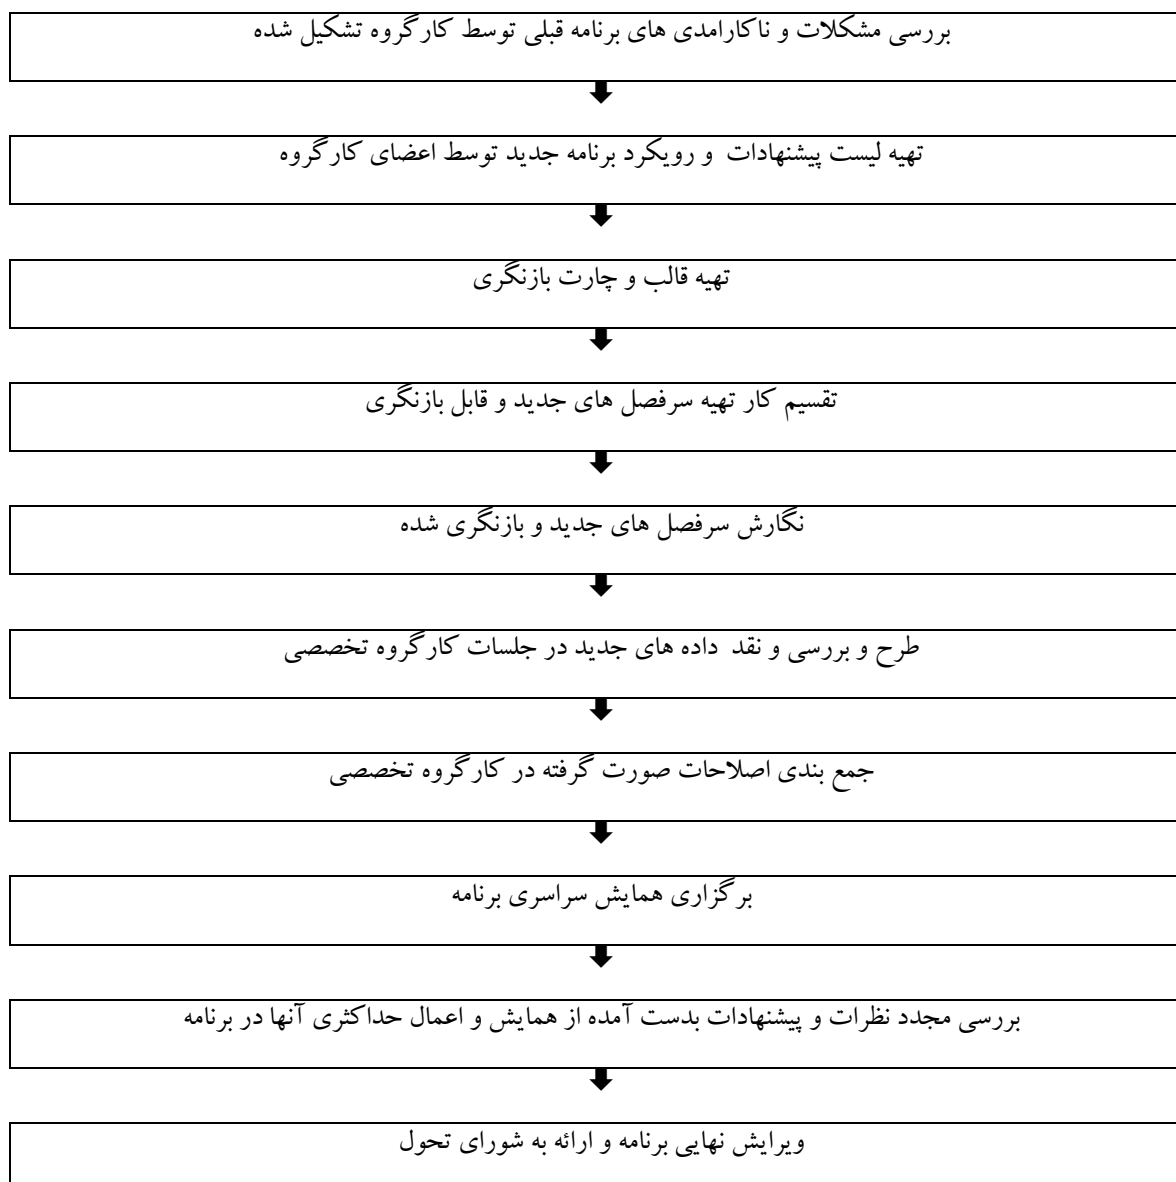 بررسی مشکلات و ناکارامدی های برنامه قبلی توسط کارگروه تشکیل شده
تهیه لیست پیشنهادات و رویکرد برنامه جدید توسط اعضای کارگروه
تهیه قالب و چارت بازنگری
تقسیم کار تهیه سرفصل های جدید و قابل بازنگری
نگارش سرفصل های جدید و بازنگری شده
طرح و بررسی و نقد داده های جدید در جلسات کارگروه تخصصی
جمع بندی اصلاحات صورت گرفته در کارگروه تخصصی
برگزاری همایش سراسری برنامه
بررسی مجدد نظرات و پیشنهادات بدست آمده از همایش و اعمال حداکثری آنها در برنامه
ویرایش نهایی برنامه و ارائه به شورای تحول